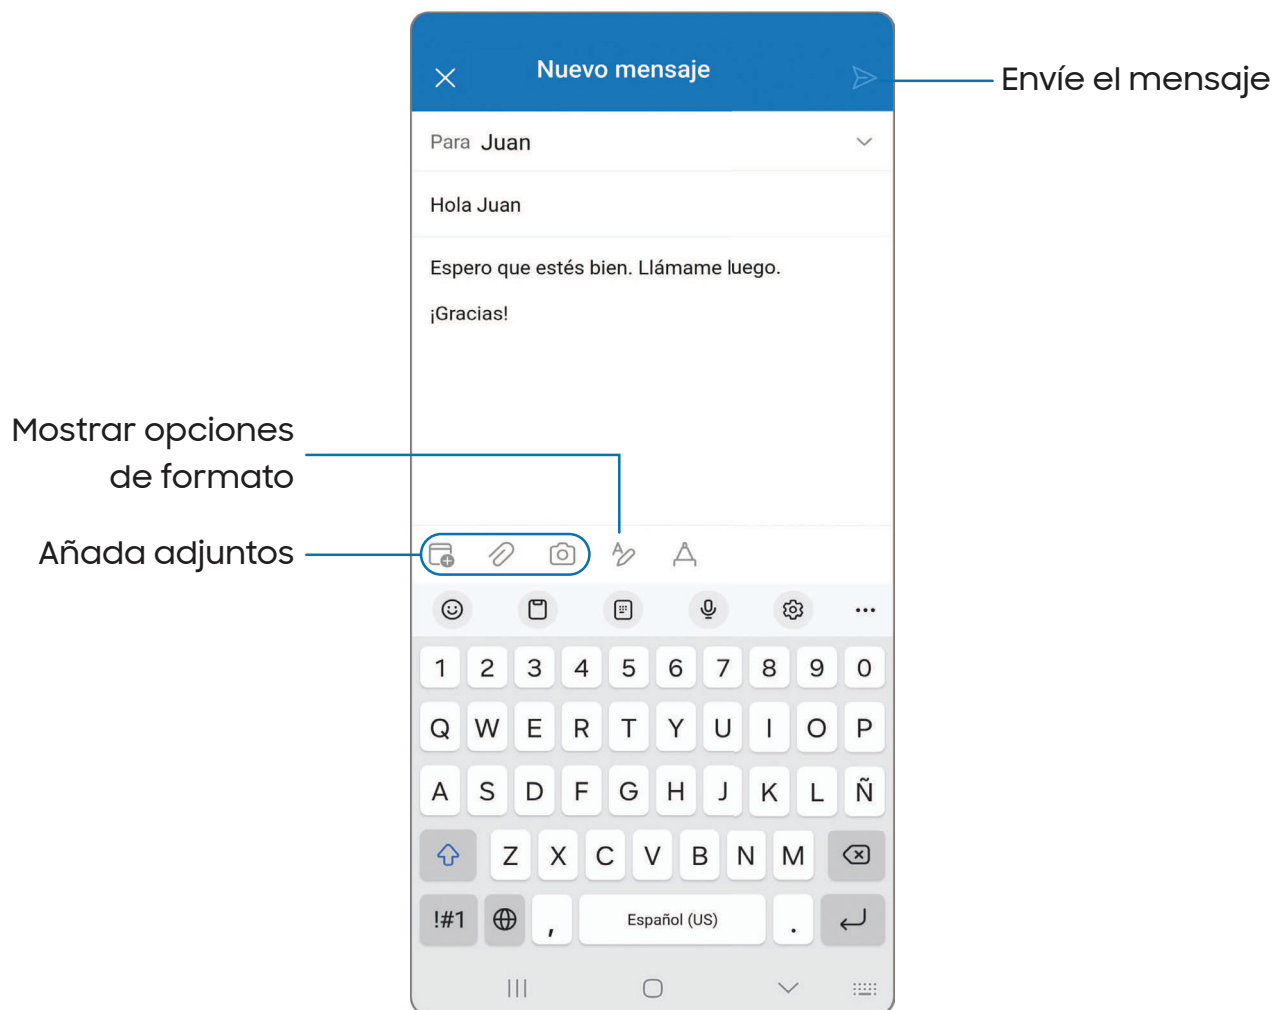 Nuevo mensaje
Envíe el mensaje
Para Juan
Hola Juan
Espero que estés bien. Llámame luego.
¡Gracias!
Mostrar opciones
de formato
Añada adjuntos
1 2 3 4 5 6 7 8 9 0
Q W E R T Y U I O P
A S D F G H J K L Ñ
Z X C V B N M
!#1 , Español (US) .